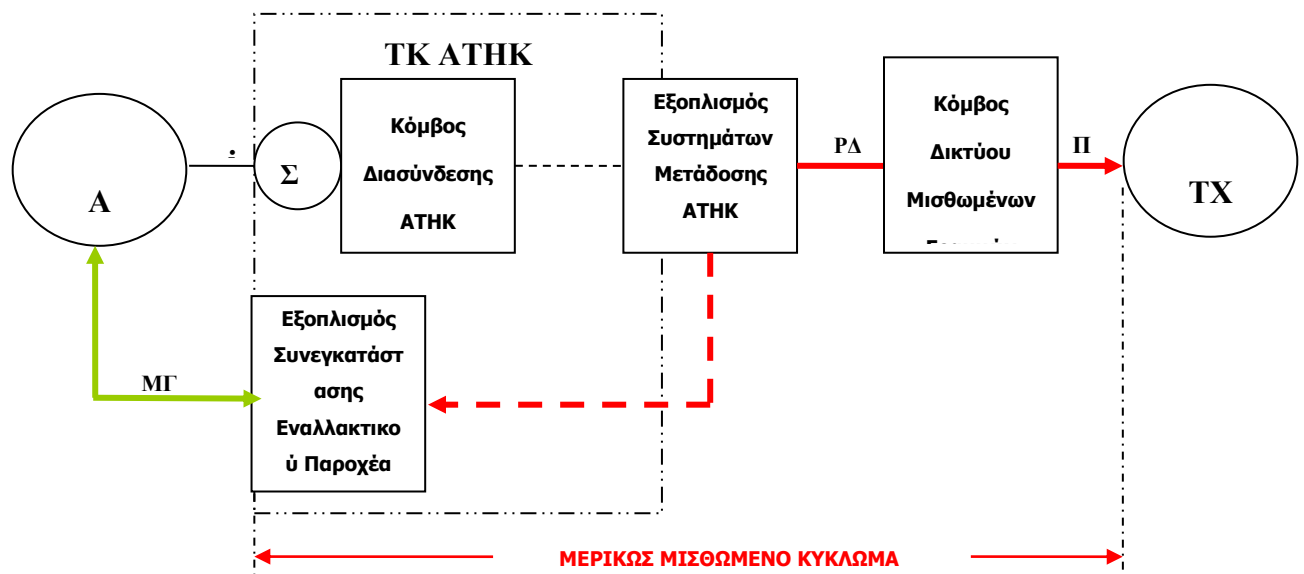 ΤΚ ΑΤΗΚ
Α
Σ
Κόμβος
Διασύνδεσης
ΑΤΗΚ
Εξοπλισμός
Συστημάτων
Μετάδοσης
ΑΤΗΚ
ΡΔ
Κόμβος
Δικτύου
Μισθωμένων
Π
ΤΧ
ΜΓ
Εξοπλισμός
Συνεγκατάστ
ασης
Εναλλακτικο
ύ Παροχέα
ΜΕΡΙΚΩΣ ΜΙΣΘΩΜΕΝΟ ΚΥΚΛΩΜΑ